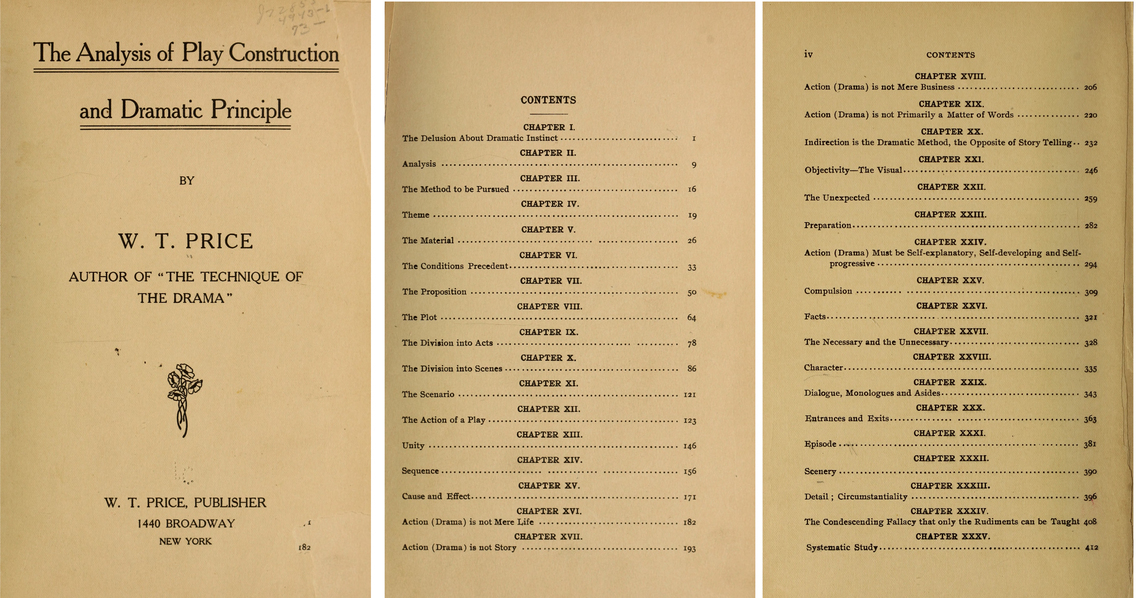 The Analysis of Play Construction
and Dramatic Principle
BY
W. T. PRICE
AUTHOR OF "THE TECHNIQUE OF
THE DRAMA"
W. T. PRICE, PUBLISHER
1440 BROADWAY
NEW YORK
182
CONTENTS
CHAPTER I.
The Delusion About Dramatic Instinct 1
CHAPTER II.
Analysis 9
CHAPTER III.
The Method to be Pursued 16
CHAPTER IV.
Theme 19
CHAPTER V.
The Material 26
CHAPTER VI.
The Conditions Precedent 33
CHAPTER VII.
The Proposition 50
CHAPTER VIII.
The Plot 64
CHAPTER IX.
The Division into Acts 78
CHAPTER X.
The Division into Scenes 86
CHAPTER XI.
The Scenario 121
CHAPTER XII.
The Action of a Play 123
CHAPTER XIII.
Unity 146
CHAPTER XIV.
Sequence 156
CHAPTER XV.
Cause and Effect 171
CHAPTER XVI.
Action (Drama) is not Mere Life 182
CHAPTER XVII.
Action (Drama) is not Story 193
iv CONTENTS
CHAPTER XVIII.
Action (Drama) is not Mere Business 206
CHAPTER XIX.
Action (Drama) is not Primarily a Matter of Words 220
CHAPTER XX.
Indirection is the Dramatic Method, the Opposite of Story Telling 232
CHAPTER XXI.
Objectivity—The Visual 246
CHAPTER XXII.
The Unexpected 259
CHAPTER XXIII.
Preparation 282
CHAPTER XXIV.
Action (Drama) Must be Self-explanatory, Self-developing and Self-
progressive 294
CHAPTER XXV.
Compulsion 309
CHAPTER XXVI.
Facts 321
CHAPTER XXVII.
The Necessary and the Unnecessary 328
CHAPTER XXVIII.
Character 335
CHAPTER XXIX.
Dialogue, Monologues and Asides 343
CHAPTER XXX.
Entrances and Exits 363
CHAPTER XXXI.
Episode 381
CHAPTER XXXII.
Scenery 390
CHAPTER XXXIII.
Detail; Circumstantiality 396
CHAPTER XXXIV.
The Condescending Fallacy that only the Rudiments can be Taught 408
CHAPTER XXXV.
Systematic Study 412